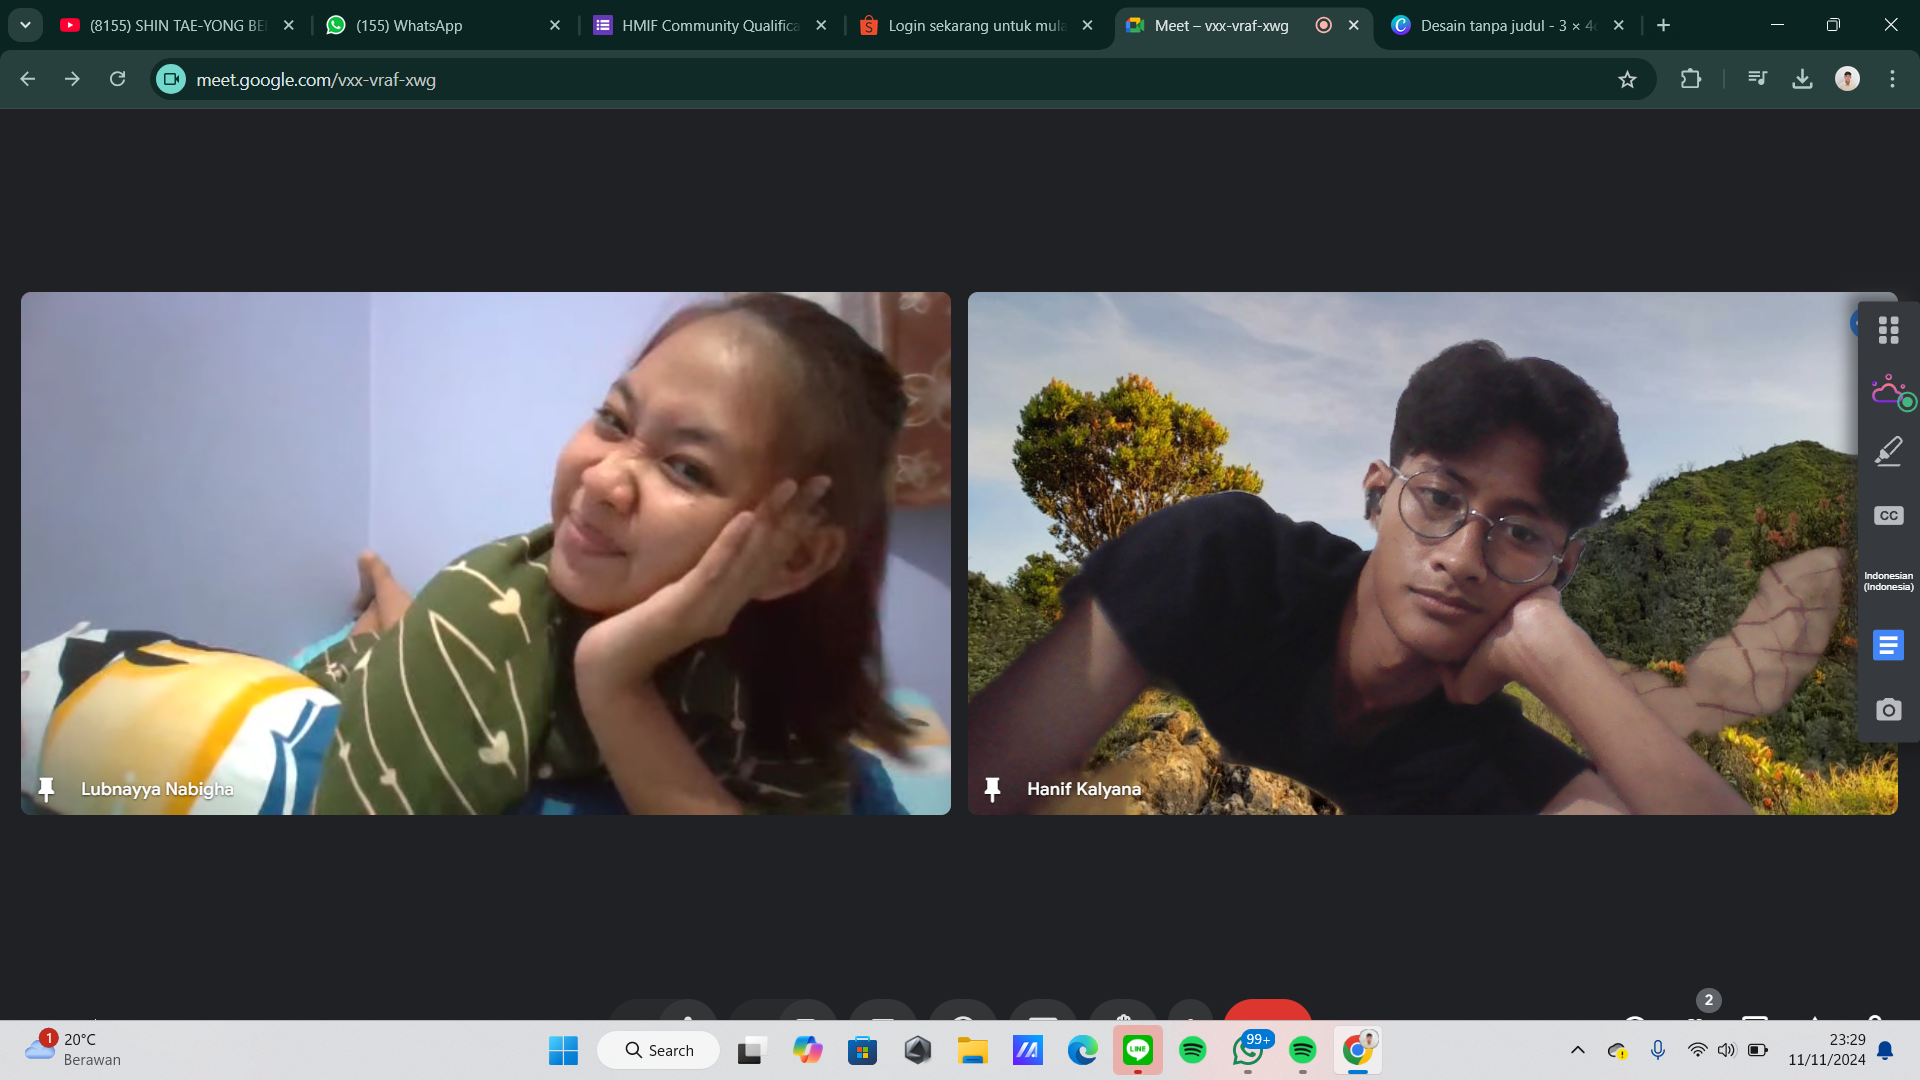 (8155) SHIN TAE-YONG BE
(155) WhatsApp
HMIF Community Qualifica
Login sekarang untuk mula
Meet – vxx-vraf-xwg
Desain tanpa judul - 3 × 4
meet.google.com/vxx-vraf-xwg
CC
Indonesian
(Indonesia)
Lubnayya Nabigha
Hanif Kalyana
2
1
20°C
Berawan
Search
LINE
99+
23:29
11/11/2024